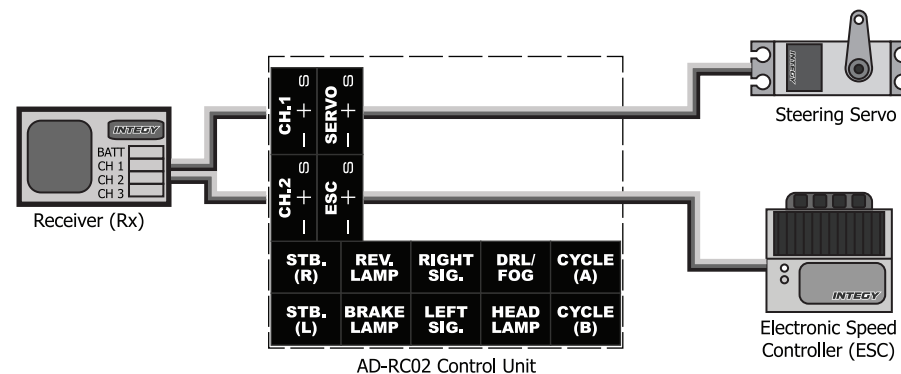 INTEGY
BATT
CH 1
CH 2
CH 3
Receiver (Rx)
CH.1
− + S
SERVO
− + S
CH.2
− + S
ESC
− + S
STB. (R)
REV. LAMP
RIGHT SIG.
DRL/ FOG
CYCLE (A)
STB. (L)
BRAKE LAMP
LEFT SIG.
HEAD LAMP
CYCLE (B)
AD-RC02 Control Unit
INTEGY
Steering Servo
INTEGY
Electronic Speed
Controller (ESC)